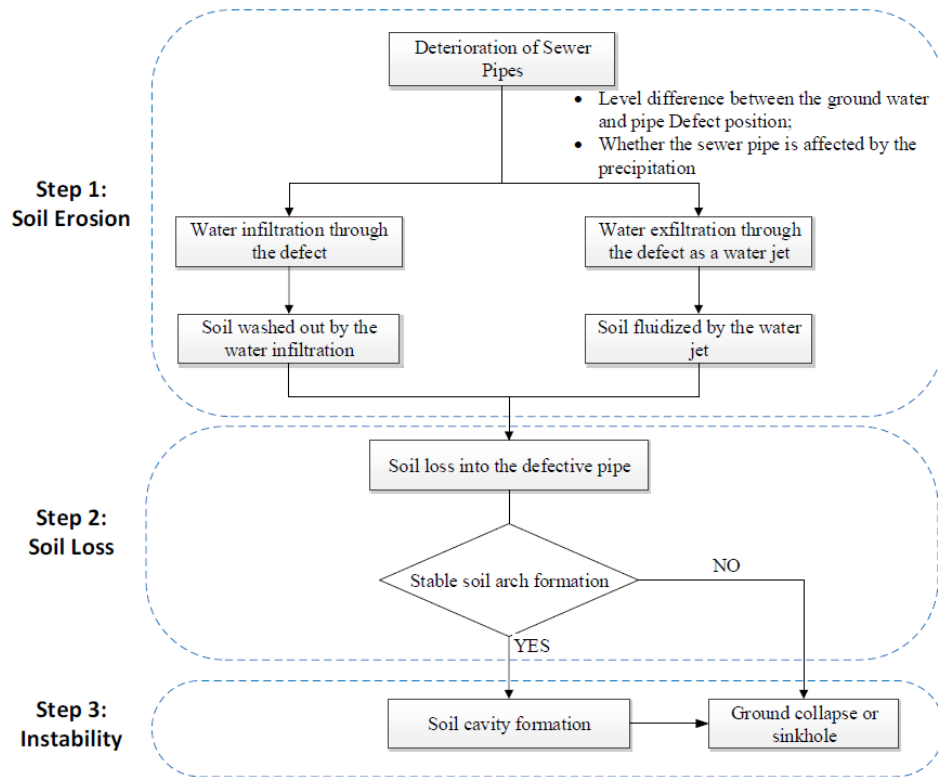 Deterioration of Sewer
Pipes
• Level difference between the ground water
and pipe Defect position;
• Whether the sewer pipe is affected by the
precipitation
Step 1:
Soil Erosion
Water infiltration through
the defect
Water exfiltration through
the defect as a water jet
Soil washed out by the
water infiltration
Soil fluidized by the water
jet
Soil loss into the defective pipe
Step 2:
Soil Loss
Stable soil arch formation
NO
YES
Step 3:
Instability
Soil cavity formation
Ground collapse or
sinkhole